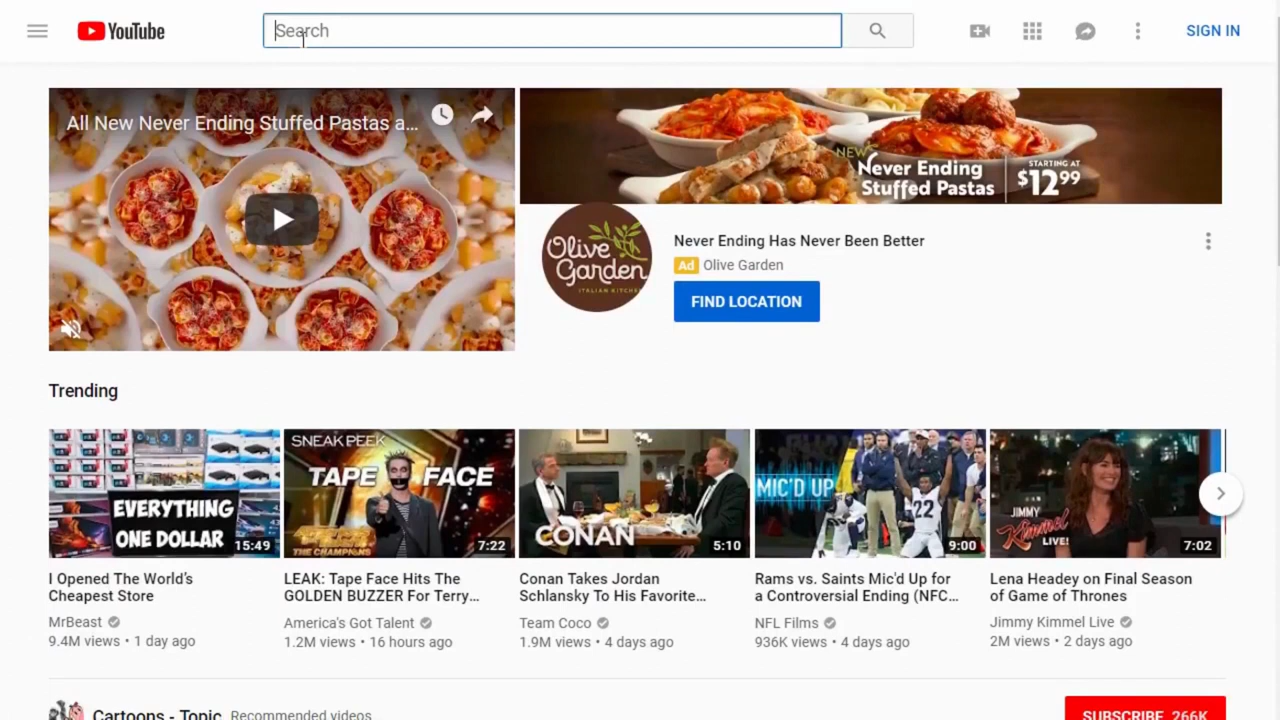 YouTube
Search
SIGN IN
All New Never Ending Stuffed Pastas a...
NEW
Never Ending
Stuffed Pastas
STARTING AT
$12.99
Olive
Garden
ITALIAN KITCHEN
Never Ending Has Never Been Better
Ad Olive Garden
FIND LOCATION
Trending
EVERYTHING
ONE DOLLAR
15:49
SNEAK PEEK
TAPE FACE
THE CHAMPIONS
7:22
CONAN
5:10
MIC'D UP
22
9:00
JIMMY
Kimmel
LIVE!
7:02
I Opened The World's
Cheapest Store
MrBeast
9.4M views • 1 day ago
LEAK: Tape Face Hits The
GOLDEN BUZZER For Terry...
America's Got Talent
1.2M views • 16 hours ago
Conan Takes Jordan
Schlansky To His Favorite...
Team Coco
1.9M views • 4 days ago
Rams vs. Saints Mic'd Up for
a Controversial Ending (NFC...
NFL Films
936K views • 4 days ago
Lena Headey on Final Season
of Game of Thrones
Jimmy Kimmel Live
2M views • 2 days ago
Cartoons - Topic Recommended videos
SUBSCRIBE 266K